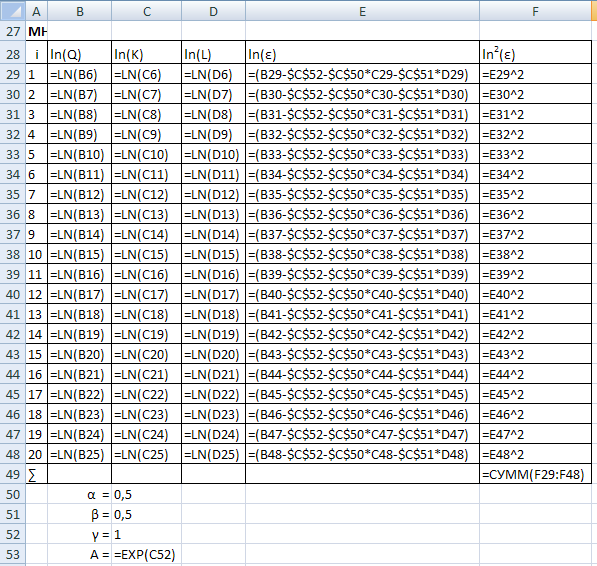 A B C D E F
27 МН
28 i ln(Q) ln(K) ln(L) ln(ε) ln²(ε)
29 1 =LN(B6) =LN(C6) =LN(D6) =(B29-$C$52-$C$50*C29-$C$51*D29) =E29^2
30 2 =LN(B7) =LN(C7) =LN(D7) =(B30-$C$52-$C$50*C30-$C$51*D30) =E30^2
31 3 =LN(B8) =LN(C8) =LN(D8) =(B31-$C$52-$C$50*C31-$C$51*D31) =E31^2
32 4 =LN(B9) =LN(C9) =LN(D9) =(B32-$C$52-$C$50*C32-$C$51*D32) =E32^2
33 5 =LN(B10) =LN(C10) =LN(D10) =(B33-$C$52-$C$50*C33-$C$51*D33) =E33^2
34 6 =LN(B11) =LN(C11) =LN(D11) =(B34-$C$52-$C$50*C34-$C$51*D34) =E34^2
35 7 =LN(B12) =LN(C12) =LN(D12) =(B35-$C$52-$C$50*C35-$C$51*D35) =E35^2
36 8 =LN(B13) =LN(C13) =LN(D13) =(B36-$C$52-$C$50*C36-$C$51*D36) =E36^2
37 9 =LN(B14) =LN(C14) =LN(D14) =(B37-$C$52-$C$50*C37-$C$51*D37) =E37^2
38 10 =LN(B15) =LN(C15) =LN(D15) =(B38-$C$52-$C$50*C38-$C$51*D38) =E38^2
39 11 =LN(B16) =LN(C16) =LN(D16) =(B39-$C$52-$C$50*C39-$C$51*D39) =E39^2
40 12 =LN(B17) =LN(C17) =LN(D17) =(B40-$C$52-$C$50*C40-$C$51*D40) =E40^2
41 13 =LN(B18) =LN(C18) =LN(D18) =(B41-$C$52-$C$50*C41-$C$51*D41) =E41^2
42 14 =LN(B19) =LN(C19) =LN(D19) =(B42-$C$52-$C$50*C42-$C$51*D42) =E42^2
43 15 =LN(B20) =LN(C20) =LN(D20) =(B43-$C$52-$C$50*C43-$C$51*D43) =E43^2
44 16 =LN(B21) =LN(C21) =LN(D21) =(B44-$C$52-$C$50*C44-$C$51*D44) =E44^2
45 17 =LN(B22) =LN(C22) =LN(D22) =(B45-$C$52-$C$50*C45-$C$51*D45) =E45^2
46 18 =LN(B23) =LN(C23) =LN(D23) =(B46-$C$52-$C$50*C46-$C$51*D46) =E46^2
47 19 =LN(B24) =LN(C24) =LN(D24) =(B47-$C$52-$C$50*C47-$C$51*D47) =E47^2
48 20 =LN(B25) =LN(C25) =LN(D25) =(B48-$C$52-$C$50*C48-$C$51*D48) =E48^2
49 ∑ =СУММ(F29:F48)
50 α = 0,5
51 β = 0,5
52 γ = 1
53 A = =EXP(C52)